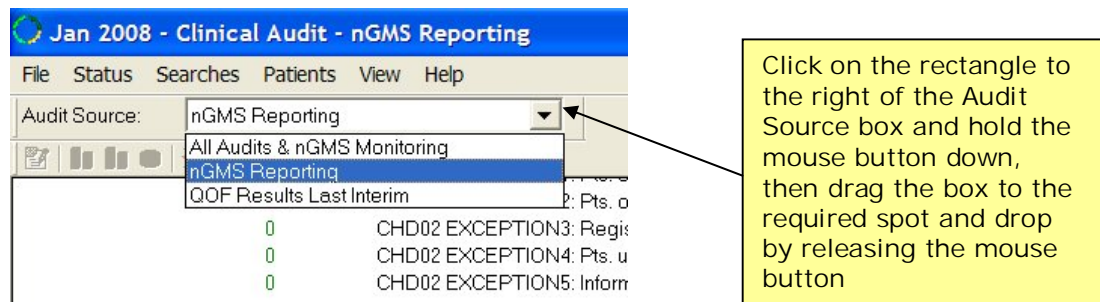 Jan 2008 - Clinical Audit - nGMS Reporting
File Status Searches Patients View Help
Audit Source: nGMS Reporting
All Audits & nGMS Monitoring
nGMS Reporting
QOF Results Last Interim
2: Pts. o
0 CHD02 EXCEPTION3: Regis
0 CHD02 EXCEPTION4: Pts. u
0 CHD02 EXCEPTION5: Inform
Click on the rectangle to
the right of the Audit
Source box and hold the
mouse button down,
then drag the box to the
required spot and drop
by releasing the mouse
button